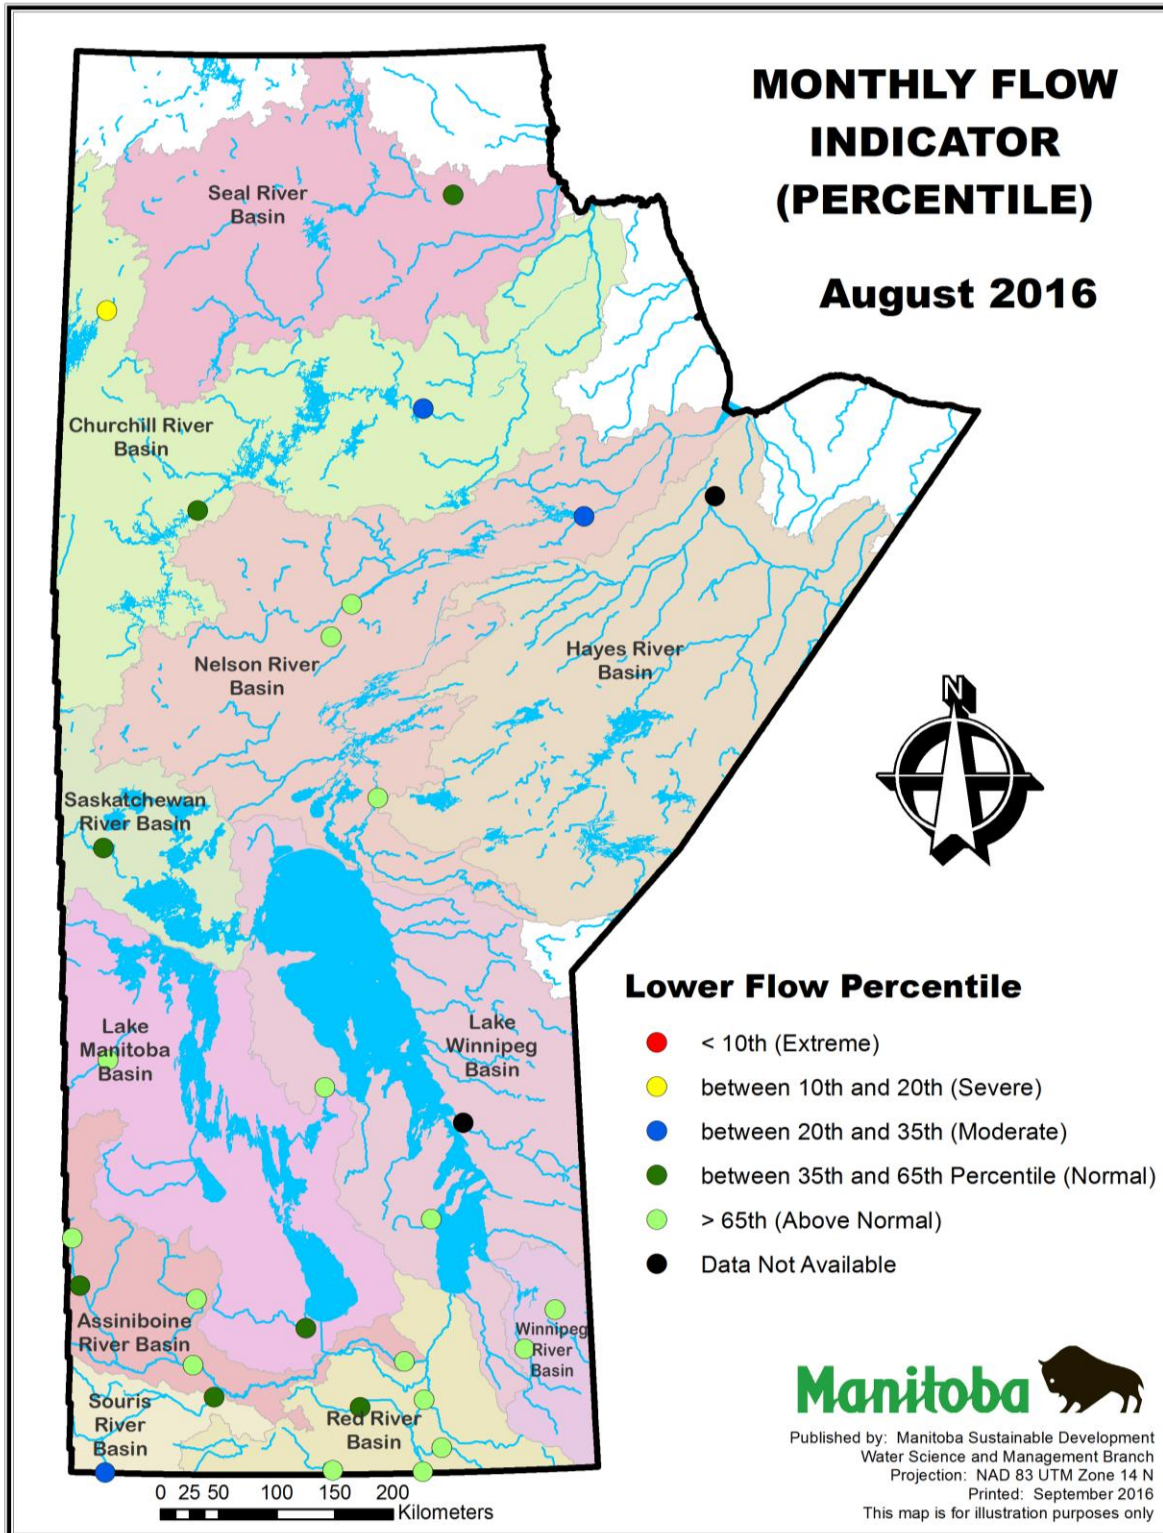 MONTHLY FLOW
INDICATOR
(PERCENTILE)
August 2016
Seal River
Basin
Churchill River
Basin
Nelson River
Basin
Hayes River
Basin
N
Saskatchewan
River Basin
Lake
Manitoba
Basin
Lake
Winnipeg
Basin
Assiniboine
River Basin
Winnipeg
River
Basin
Souris
River
Basin
Red River
Basin
Lower Flow Percentile
< 10th (Extreme)
between 10th and 20th (Severe)
between 20th and 35th (Moderate)
between 35th and 65th Percentile (Normal)
> 65th (Above Normal)
Data Not Available
0 25 50 100 150 200
Kilometers
Manitoba
Published by: Manitoba Sustainable Development
Water Science and Management Branch
Projection: NAD 83 UTM Zone 14 N
Printed: September 2016
This map is for illustration purposes only